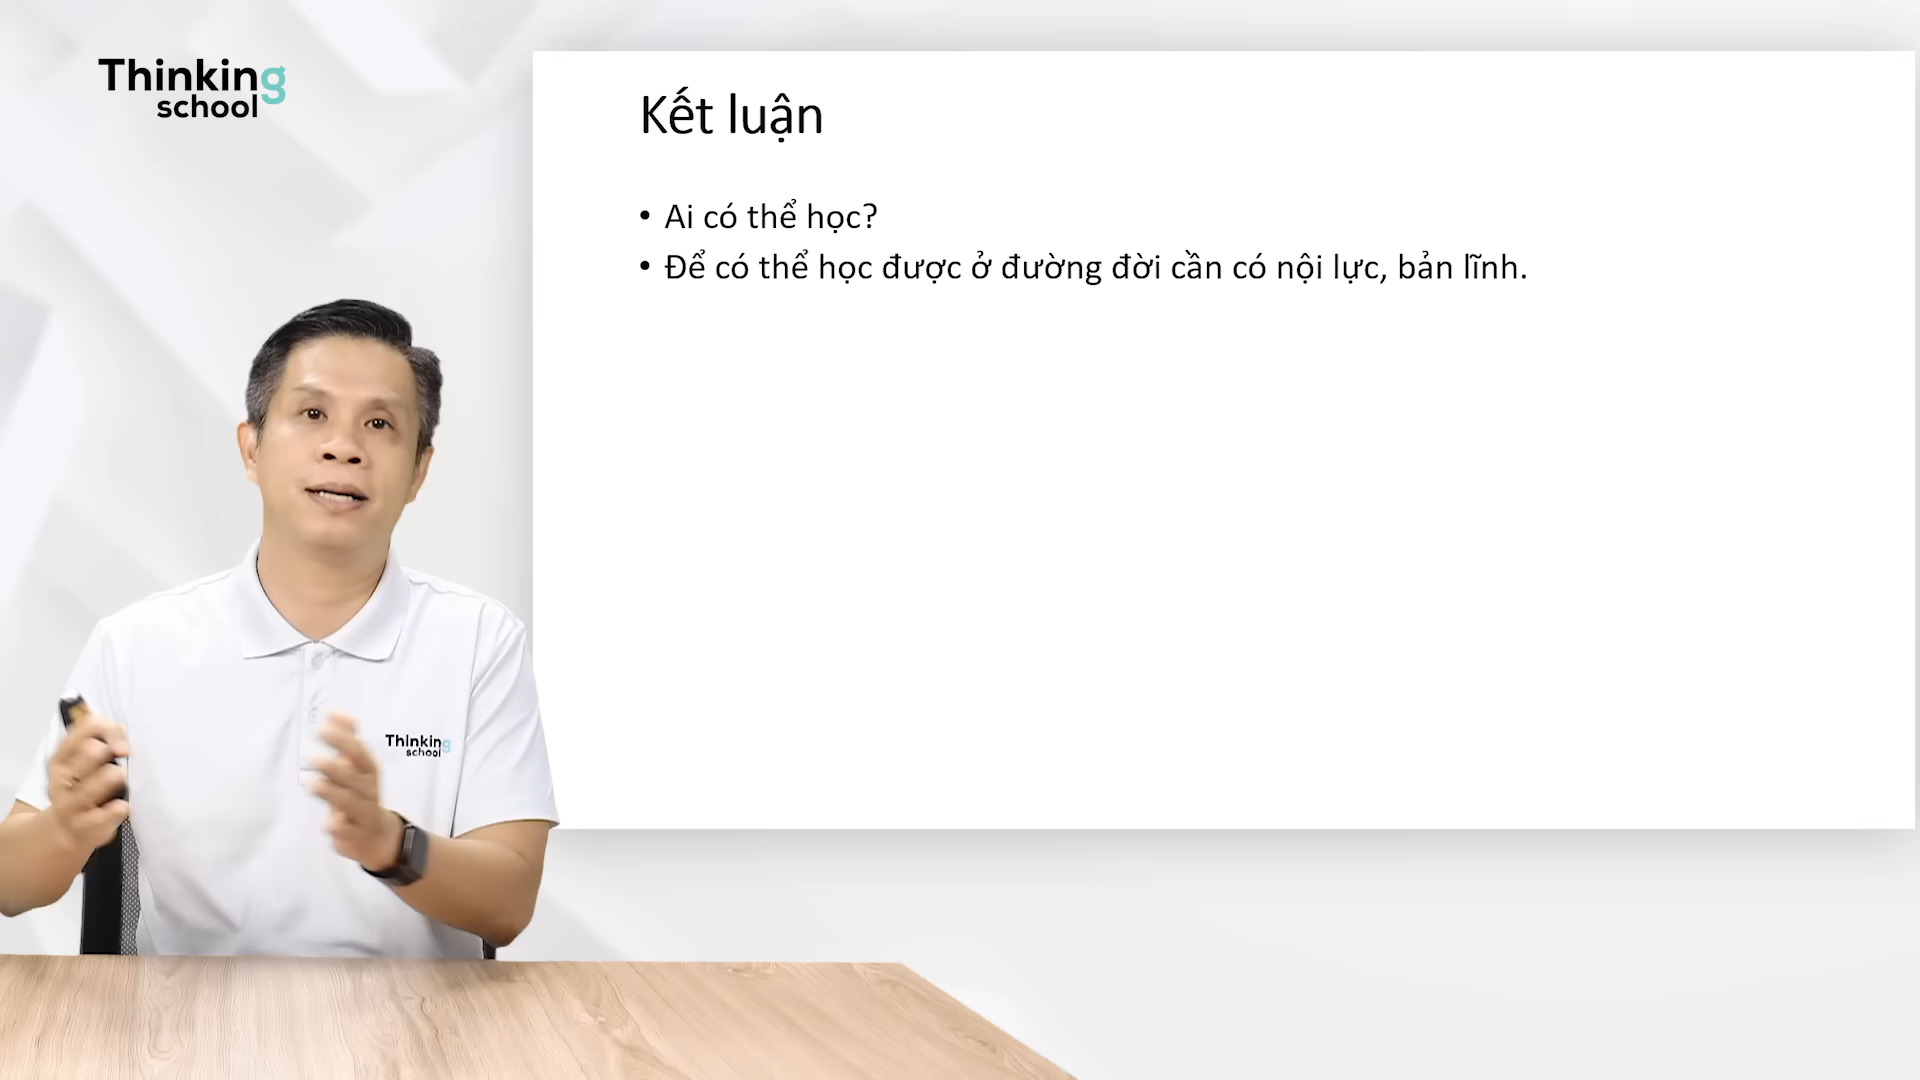 Thinking
school
Kết luận
• Ai có thể học?
• Để có thể học được ở đường đời cần có nội lực, bản lĩnh.
Thinking
school